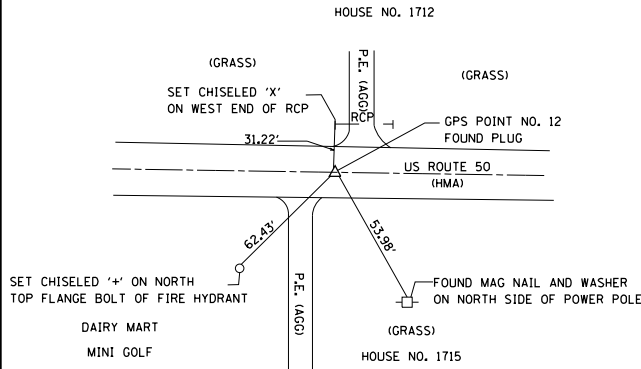 HOUSE NO. 1712
(GRASS)
(GRASS)
P.E. (AGG)
SET CHISELED 'X'
ON WEST END OF RCP
RCP
GPS POINT NO. 12
FOUND PLUG
31.22'
US ROUTE 50
(HMA)
62.43'
53.98'
SET CHISELED '+' ON NORTH
TOP FLANGE BOLT OF FIRE HYDRANT
P.E. (AGG)
FOUND MAG NAIL AND WASHER
ON NORTH SIDE OF POWER POLE
DAIRY MART
MINI GOLF
(GRASS)
HOUSE NO. 1715